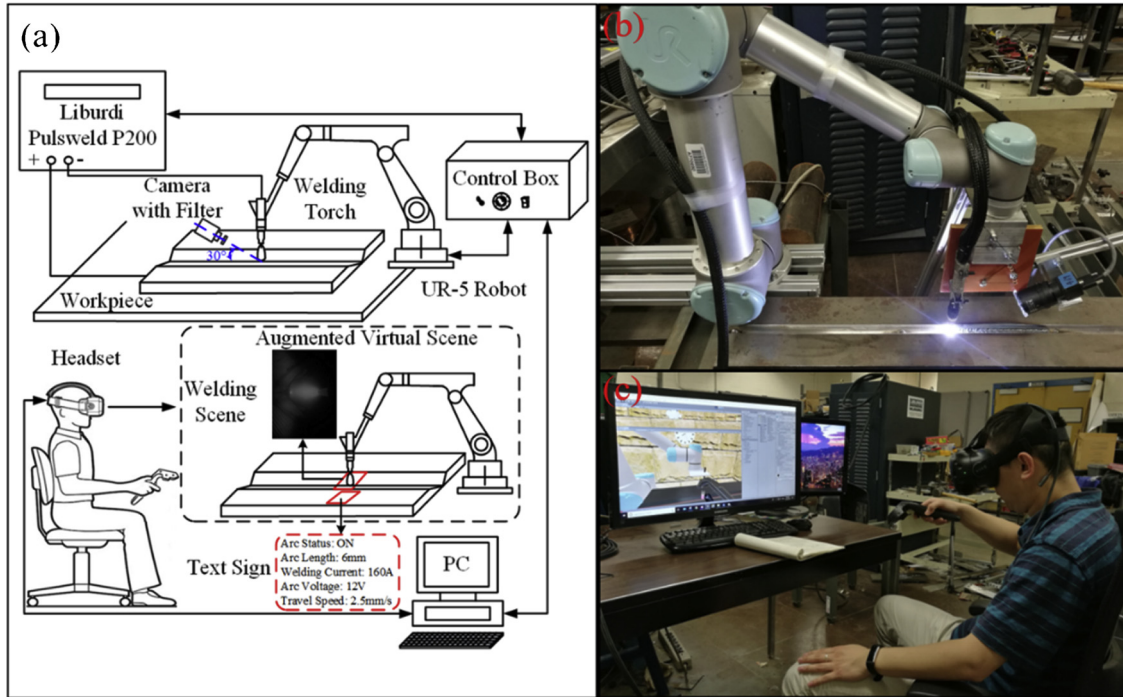 (a)
Liburdi
Pulsweld P200
+ -
Camera
with Filter
30°
Welding
Torch
Control Box
Workpiece
UR-5 Robot
Headset
Augmented Virtual Scene
Welding
Scene
Text Sign
Arc Status: ON
Arc Length: 6mm
Welding Current: 160A
Arc Voltage: 12V
Travel Speed: 2.5mm/s
PC
(b)
(c)